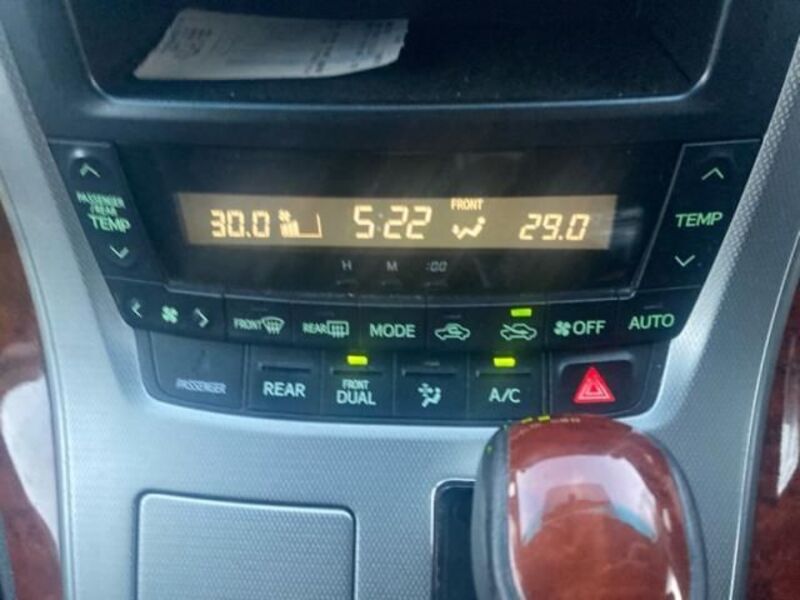 PASSENGER
/REAR
TEMP
30.0
5:22
FRONT
29.0
TEMP
H
M
:00
FRONT
REAR
MODE
OFF
AUTO
PASSENGER
REAR
FRONT
DUAL
A/C